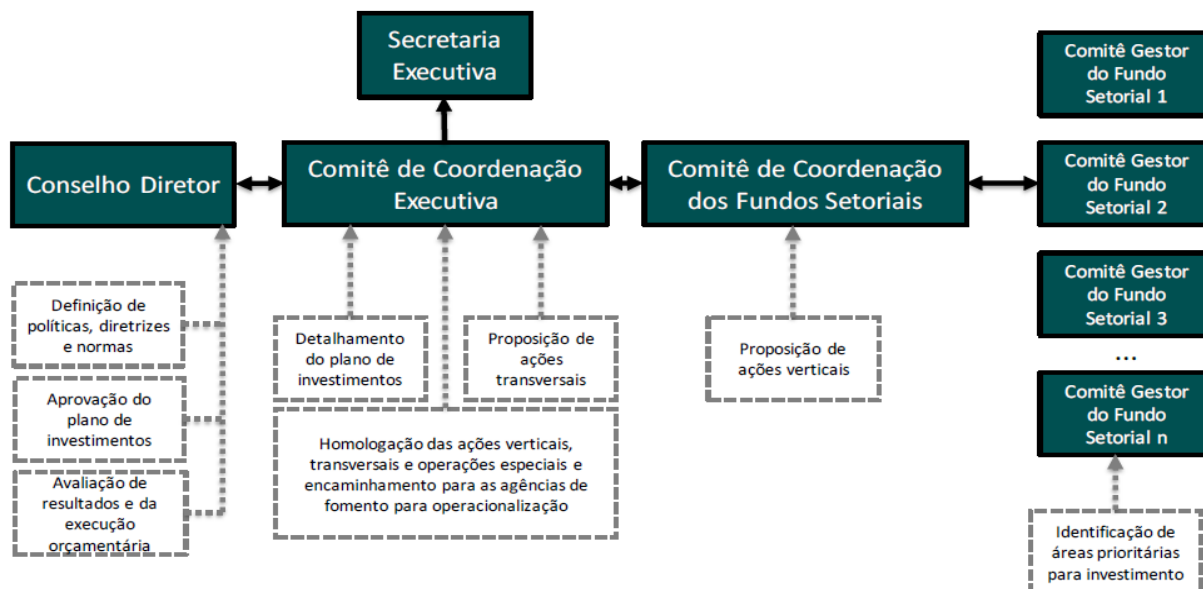 Secretaria
Executiva
Conselho Diretor
Comitê de Coordenação
Executiva
Comitê de Coordenação
dos Fundos Setoriais
Comitê Gestor
do Fundo
Setorial 1
Comitê Gestor
do Fundo
Setorial 2
Comitê Gestor
do Fundo
Setorial 3
...
Comitê Gestor
do Fundo
Setorial n
Definição de
políticas, diretrizes
e normas
Aprovação do
plano de
investimentos
Avaliação de
resultados e da
execução
orçamentária
Detalhamento
do plano de
investimentos
Proposição de
ações
transversais
Homologação das ações verticais,
transversais e operações especiais e
encaminhamento para as agências de
fomento para operacionalização
Proposição de
ações verticais
Identificação de
áreas prioritárias
para investimento